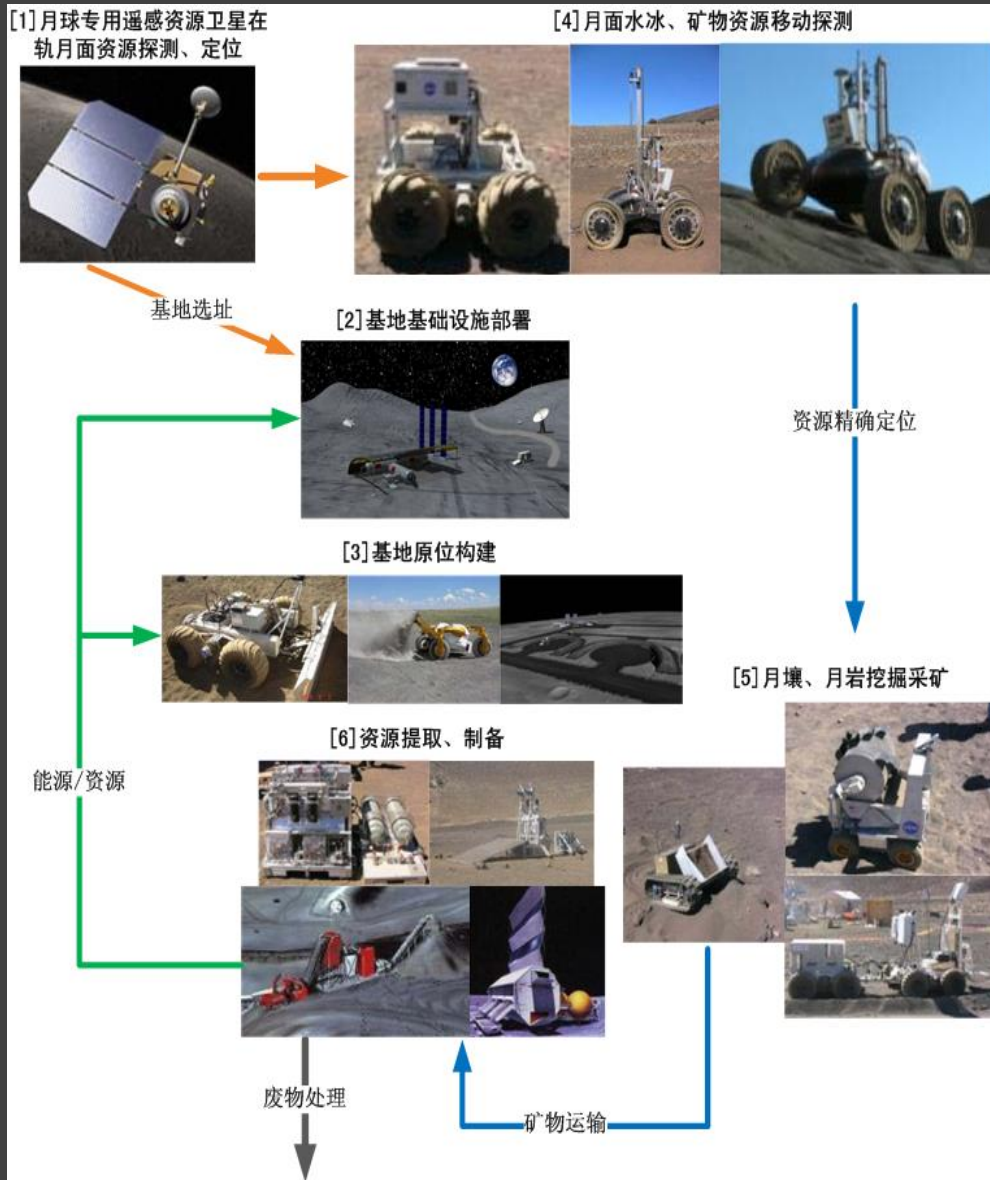 [1]月球专用遥感资源卫星在
轨月面资源探测、定位
[4]月面水冰、矿物资源移动探测
基地选址
[2]基地基础设施部署
资源精确定位
[3]基地原位构建
[5]月壤、月岩挖掘采矿
[6]资源提取、制备
能源/资源
废物处理
矿物运输